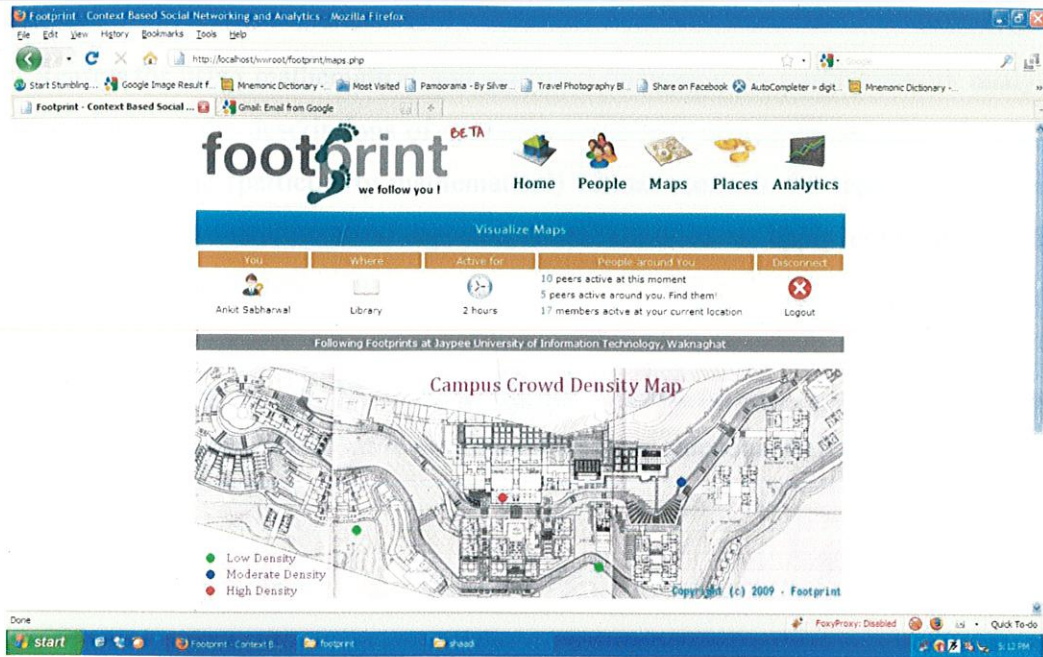 Footprint - Context Based Social Networking and Analytics - Mozilla Firefox
File Edit View History Bookmarks Tools Help
http://localhost/wwroot/footprint/maps.php
Google
Start Stumbling... Google Image Result f... Mnemonic Dictionary -... Most Visited Pamoorama - By Silver... Travel Photography Bl... Share on Facebook AutoCompleter » digit... Mnemonic Dictionary -... »
Footprint - Context Based Social ... Gmail: Email from Google
footprint BETA
we follow you !
Home People Maps Places Analytics
Visualize Maps
You Where Active for People around You Disconnect
10 peers active at this moment
5 peers active around you. Find them!
Ankit Sabharwal Library 2 hours 17 members acitve at your current location Logout
Following Footprints at Jaypee University of Information Technology, Waknaghat
Campus Crowd Density Map
Low Density
Moderate Density
High Density
Copyright (c) 2009 - Footprint
Done FoxyProxy: Disabled Quick To-do
start Footprint - Context B... footprint shaad 5:12 PM